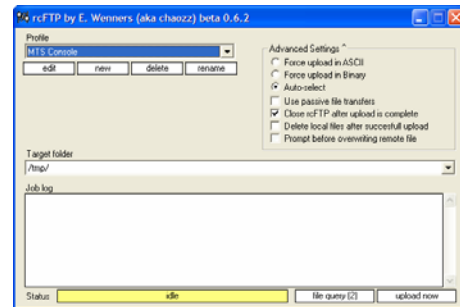 rcFTP by E. Wenners (aka chaozz) beta 0.6.2
Profile
MTS Console
edit new delete rename
Advanced Settings ^
Force upload in ASCII
Force upload in Binary
Auto-select
Use passive file transfers
Close rcFTP after upload is complete
Delete local files after succesfull upload
Prompt before overwriting remote file
Target folder
/tmp/
Job log
Status idle file query [2] upload now